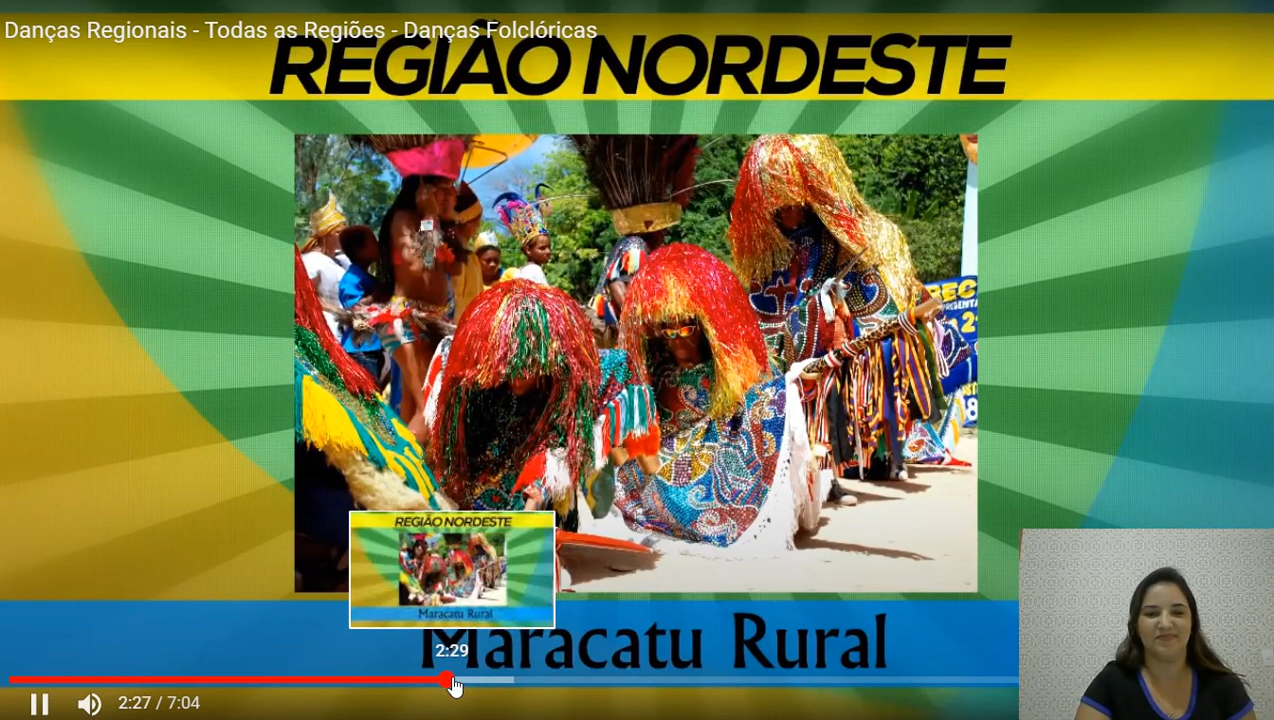 Danças Regionais - Todas as Regiões - Danças Folclóricas
REGIÃO NORDESTE
REGIÃO NORDESTE
Maracatu Rural
Maracatu Rural
2:29
2:27 / 7:04